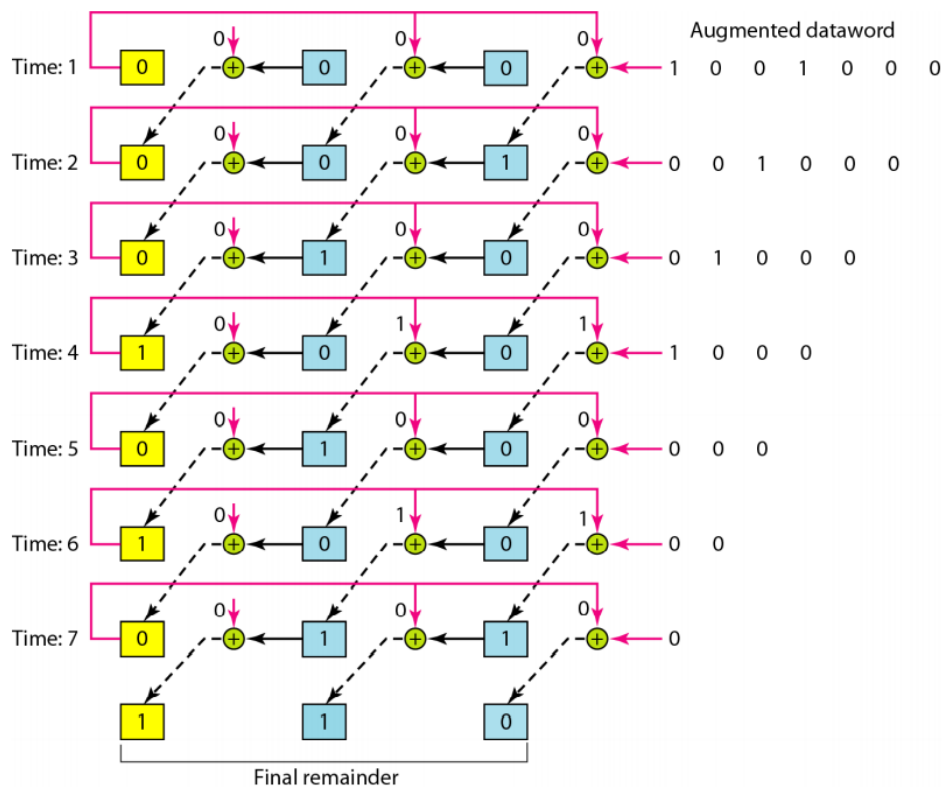 Augmented dataword
0 0 0
Time: 1 0 0 0 1 0 0 1 0 0 0
0 0 0
Time: 2 0 0 1 0 0 1 0 0 0
0 0 0
Time: 3 0 1 0 0 1 0 0 0
0 1 1
Time: 4 1 0 0 1 0 0 0
0 0 0
Time: 5 0 1 0 0 0 0
0 1 1
Time: 6 1 0 0 0 0
0 0 0
Time: 7 0 1 1 0
1 1 0
Final remainder